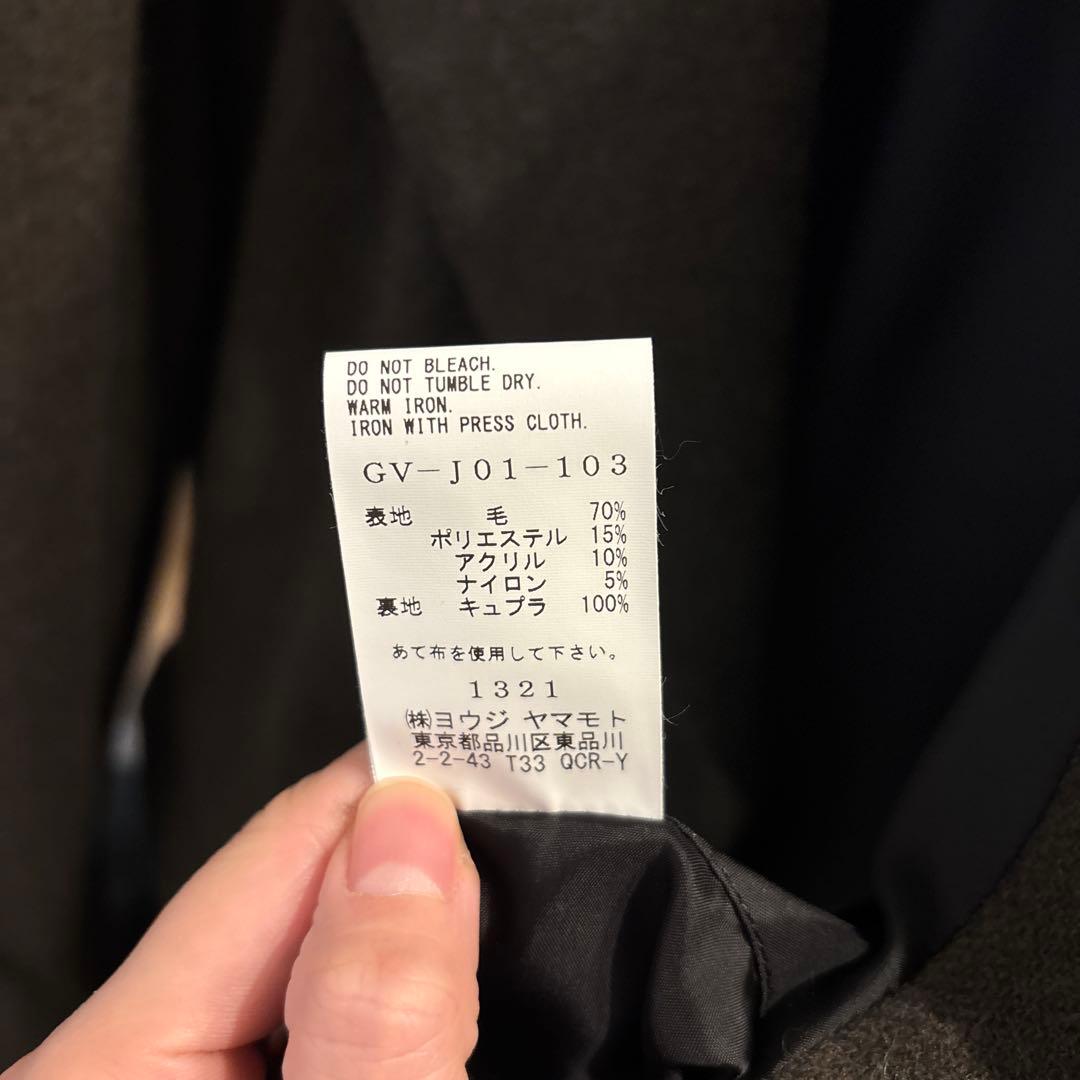 DO NOT BLEACH.
DO NOT TUMBLE DRY.
WARM IRON.
IRON WITH PRESS CLOTH.
GV-J01-103
表地 毛 70%
ポリエステル 15%
アクリル 10%
ナイロン 5%
裏地 キュプラ 100%
あて布を使用して下さい。
1321
㈱ヨウジ ヤマモト
東京都品川区東品川
2-2-43 T33 QCR-Y